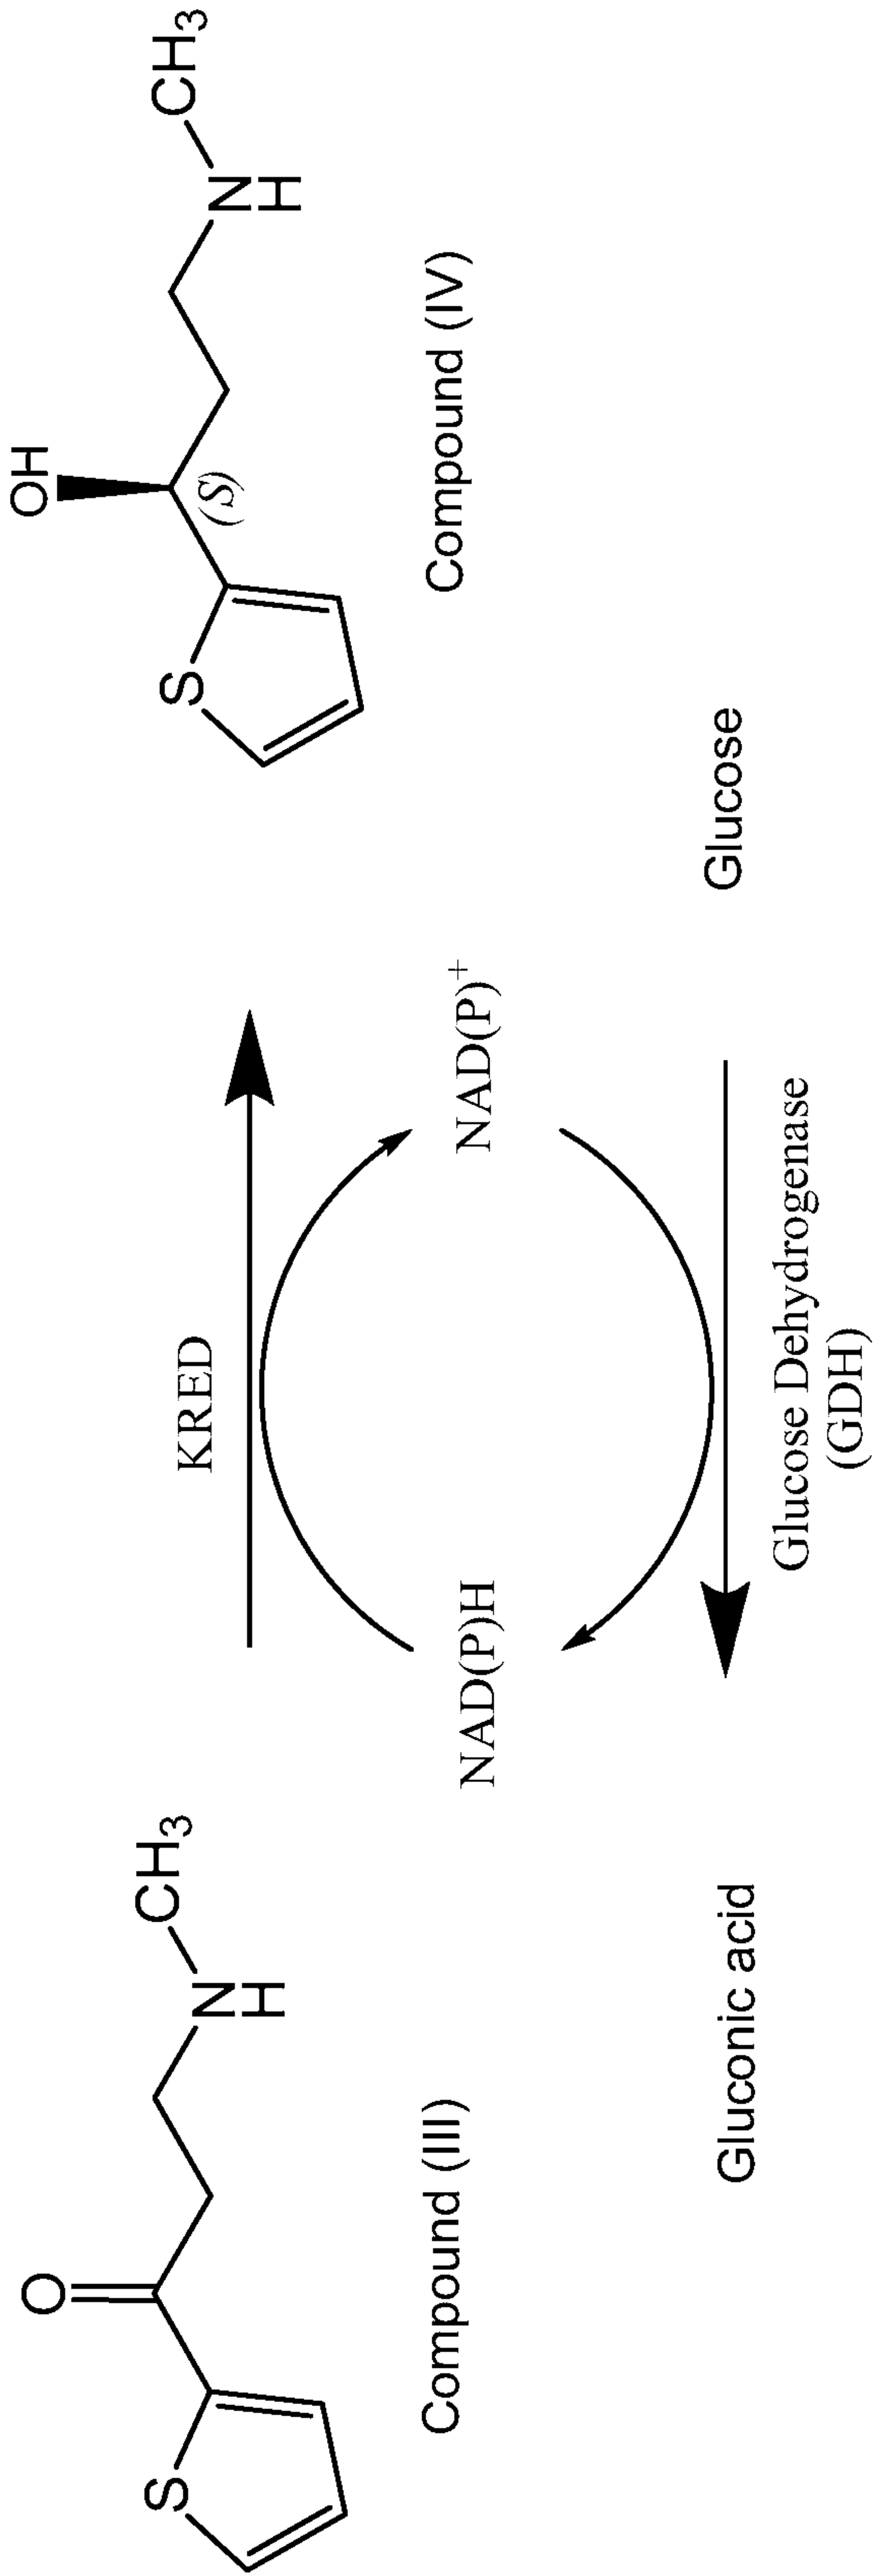 O
S
N
H
CH3
Compound (III)
KRED
NAD(P)H
NAD(P)+
OH
(S)
S
N
H
CH3
Compound (IV)
Gluconic acid
Glucose Dehydrogenase
(GDH)
Glucose